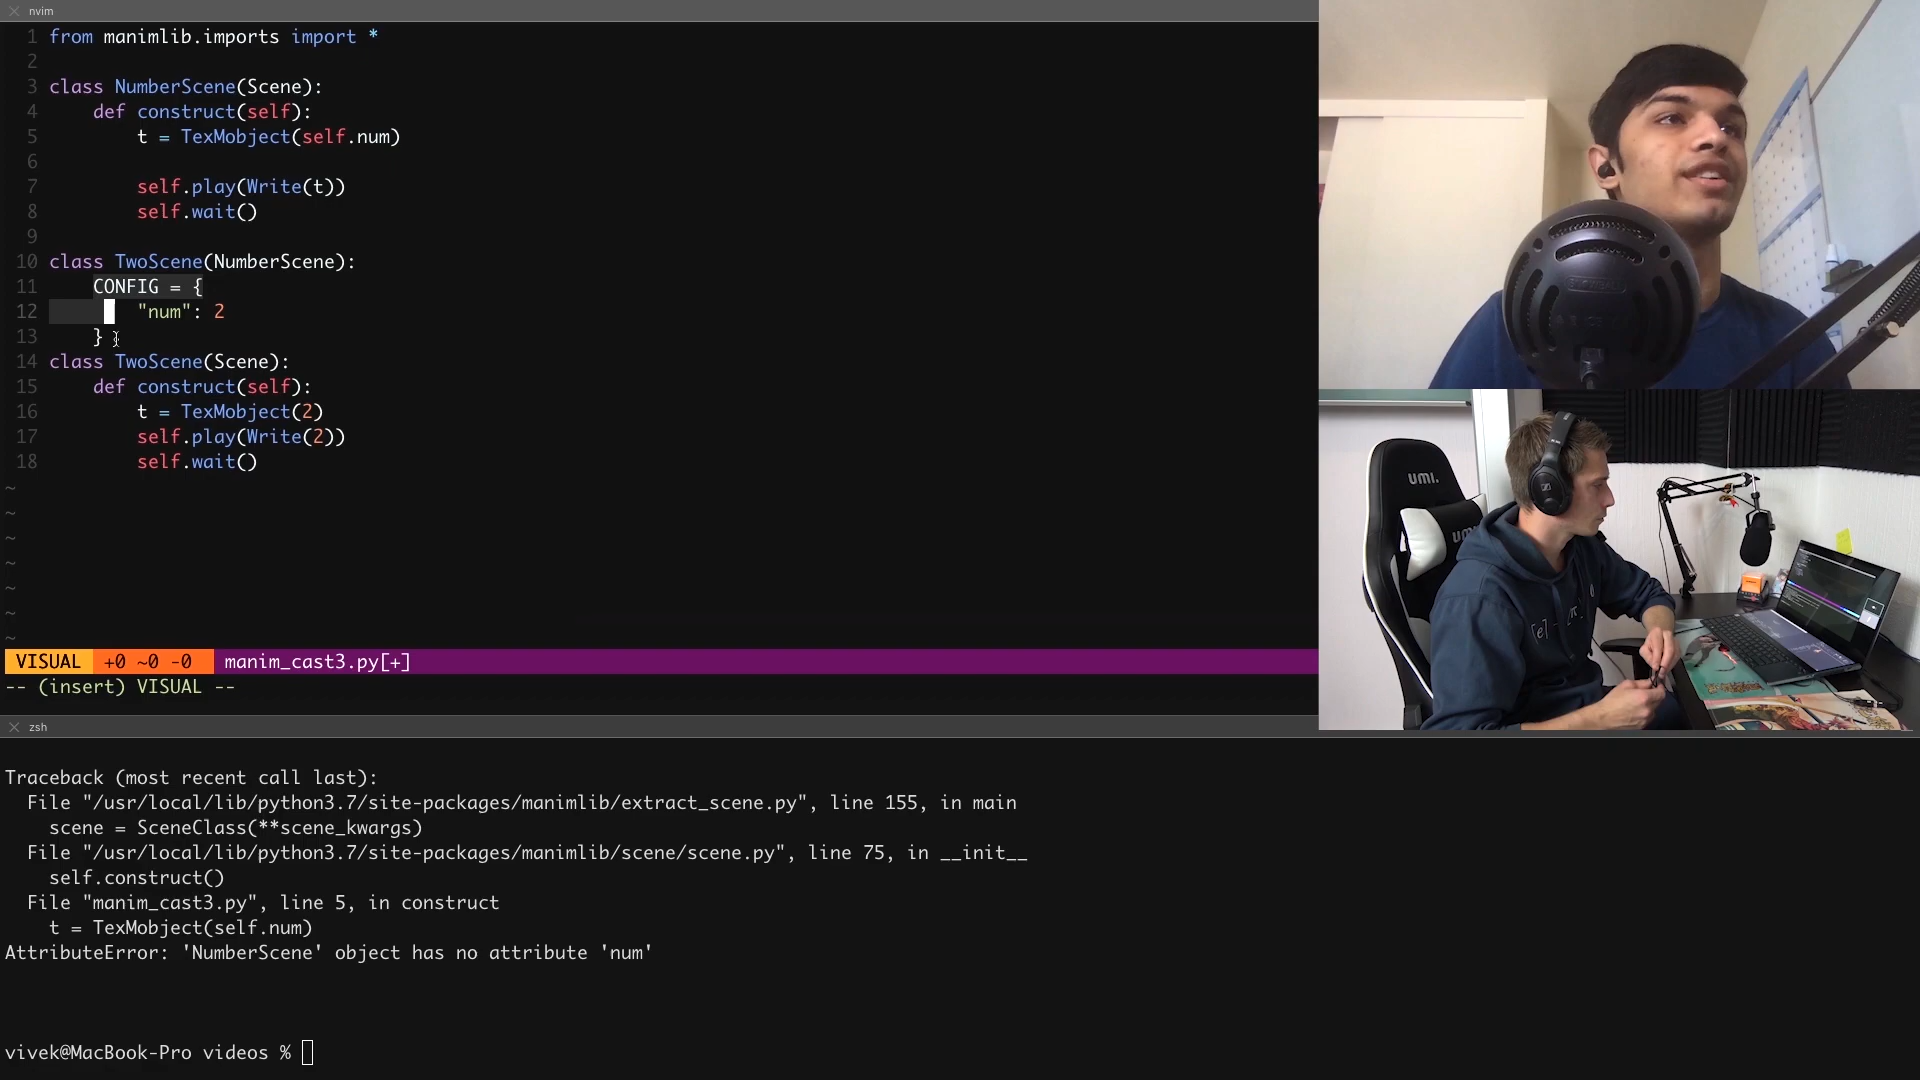 nvim
1 from manimlib.imports import *
2
3 class NumberScene(Scene):
4 def construct(self):
5 t = TexMobject(self.num)
6
7 self.play(Write(t))
8 self.wait()
9
10 class TwoScene(NumberScene):
11 CONFIG = {
12 "num": 2
13 }
14 class TwoScene(Scene):
15 def construct(self):
16 t = TexMobject(2)
17 self.play(Write(2))
18 self.wait()
~
~
~
~
~
~
~
VISUAL +0 ~0 -0 manim_cast3.py[+]
-- (insert) VISUAL --
zsh
Traceback (most recent call last):
File "/usr/local/lib/python3.7/site-packages/manimlib/extract_scene.py", line 155, in main
scene = SceneClass(**scene_kwargs)
File "/usr/local/lib/python3.7/site-packages/manimlib/scene/scene.py", line 75, in __init__
self.construct()
File "manim_cast3.py", line 5, in construct
t = TexMobject(self.num)
AttributeError: 'NumberScene' object has no attribute 'num'
vivek@MacBook-Pro videos %
umi.